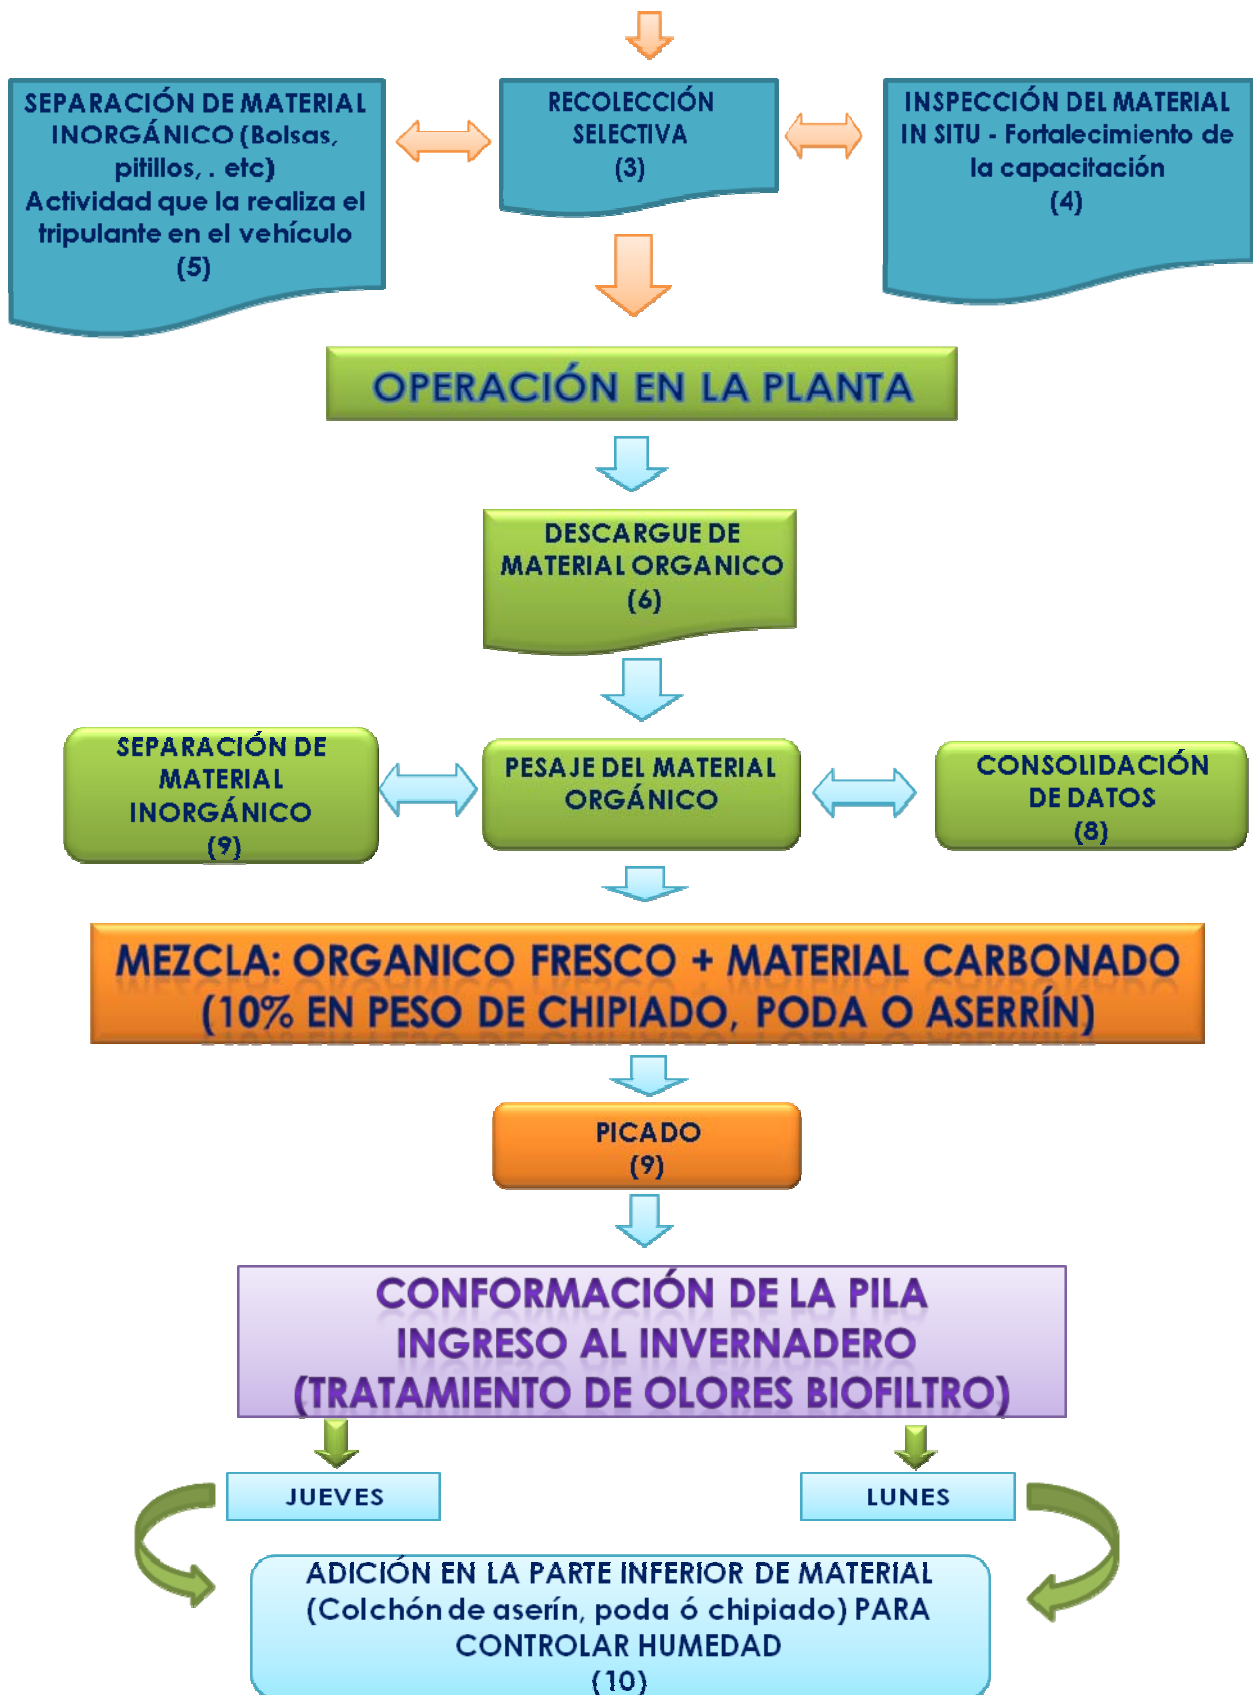 SEPARACIÓN DE MATERIAL
INORGÁNICO (Bolsas,
pitillos, . etc)
Actividad que la realiza el
tripulante en el vehículo
(5)
RECOLECCIÓN
SELECTIVA
(3)
INSPECCIÓN DEL MATERIAL
IN SITU - Fortalecimiento de
la capacitación
(4)
OPERACIÓN EN LA PLANTA
DESCARGUE DE
MATERIAL ORGANICO
(6)
SEPARACIÓN DE
MATERIAL
INORGÁNICO
(9)
PESAJE DEL MATERIAL
ORGÁNICO
CONSOLIDACIÓN
DE DATOS
(8)
MEZCLA: ORGANICO FRESCO + MATERIAL CARBONADO
(10% EN PESO DE CHIPIADO, PODA O ASERRÍN)
PICADO
(9)
CONFORMACIÓN DE LA PILA
INGRESO AL INVERNADERO
(TRATAMIENTO DE OLORES BIOFILTRO)
JUEVES
LUNES
ADICIÓN EN LA PARTE INFERIOR DE MATERIAL
(Colchón de aserín, poda ó chipiado) PARA
CONTROLAR HUMEDAD
(10)